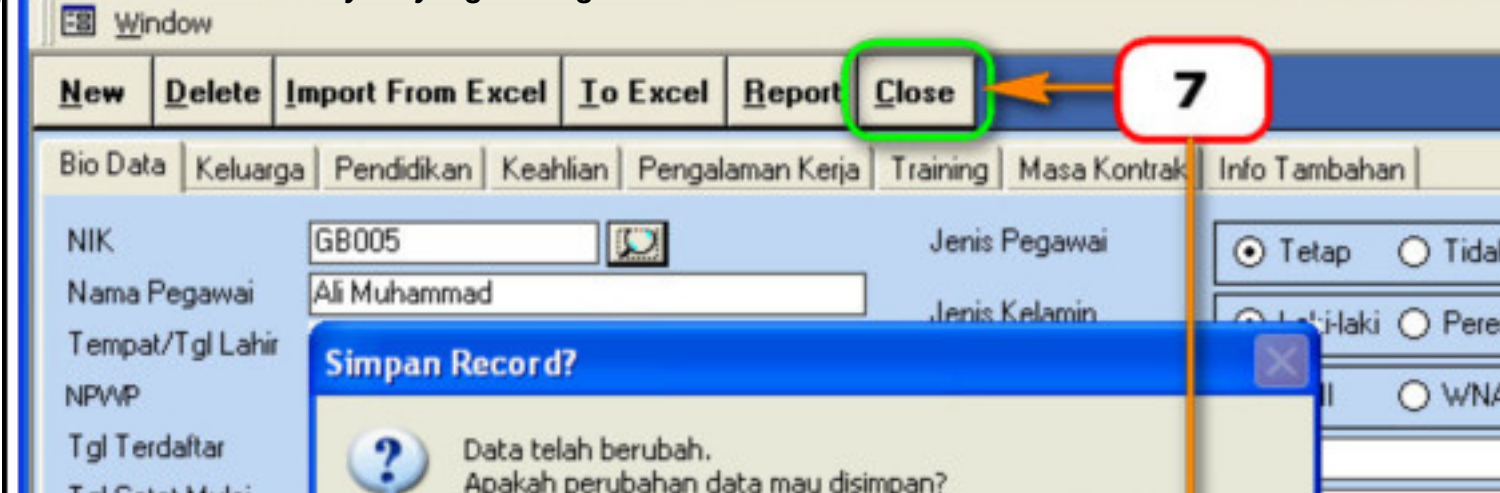 Window
New Delete Import From Excel To Excel Report Close 7
Bio Data Keluarga Pendidikan Keahlian Pengalaman Kerja Training Masa Kontrak Info Tambahan
NIK GB005 Jenis Pegawai Tetap
Nama Pegawai Ali Muhammad
Jenis Kelamin
Tempat/Tgl Lahir
Simpan Record?
NPWP
Tgl Terdaftar
Data telah berubah.
Apakah perubahan data mau disimpan?